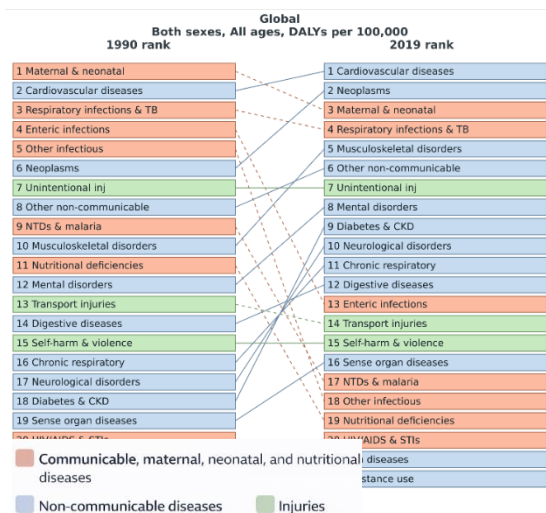 Global
Both sexes, All ages, DALYs per 100,000
1990 rank
2019 rank
1 Maternal & neonatal
2 Cardiovascular diseases
3 Respiratory infections & TB
4 Enteric infections
5 Other infectious
6 Neoplasms
7 Unintentional inj
8 Other non-communicable
9 NTDs & malaria
10 Musculoskeletal disorders
11 Nutritional deficiencies
12 Mental disorders
13 Transport injuries
14 Digestive diseases
15 Self-harm & violence
16 Chronic respiratory
17 Neurological disorders
18 Diabetes & CKD
19 Sense organ diseases
1 Cardiovascular diseases
2 Neoplasms
3 Maternal & neonatal
4 Respiratory infections & TB
5 Musculoskeletal disorders
6 Other non-communicable
7 Unintentional inj
8 Mental disorders
9 Diabetes & CKD
10 Neurological disorders
11 Chronic respiratory
12 Digestive diseases
13 Enteric infections
14 Transport injuries
15 Self-harm & violence
16 Sense organ diseases
17 NTDs & malaria
18 Other infectious
19 Nutritional deficiencies
HIV/AIDS & STIs
diseases
use
Communicable, maternal, neonatal, and nutritional
diseases
Non-communicable diseases
Injuries